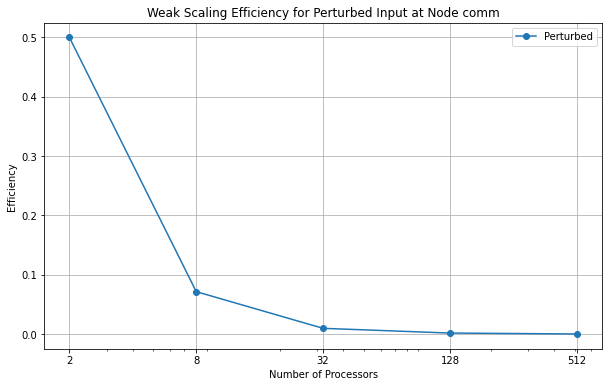 Weak Scaling Efficiency for Perturbed Input at Node comm
Perturbed
Efficiency
0.5
0.4
0.3
0.2
0.1
0.0
2 8 32 128 512
Number of Processors